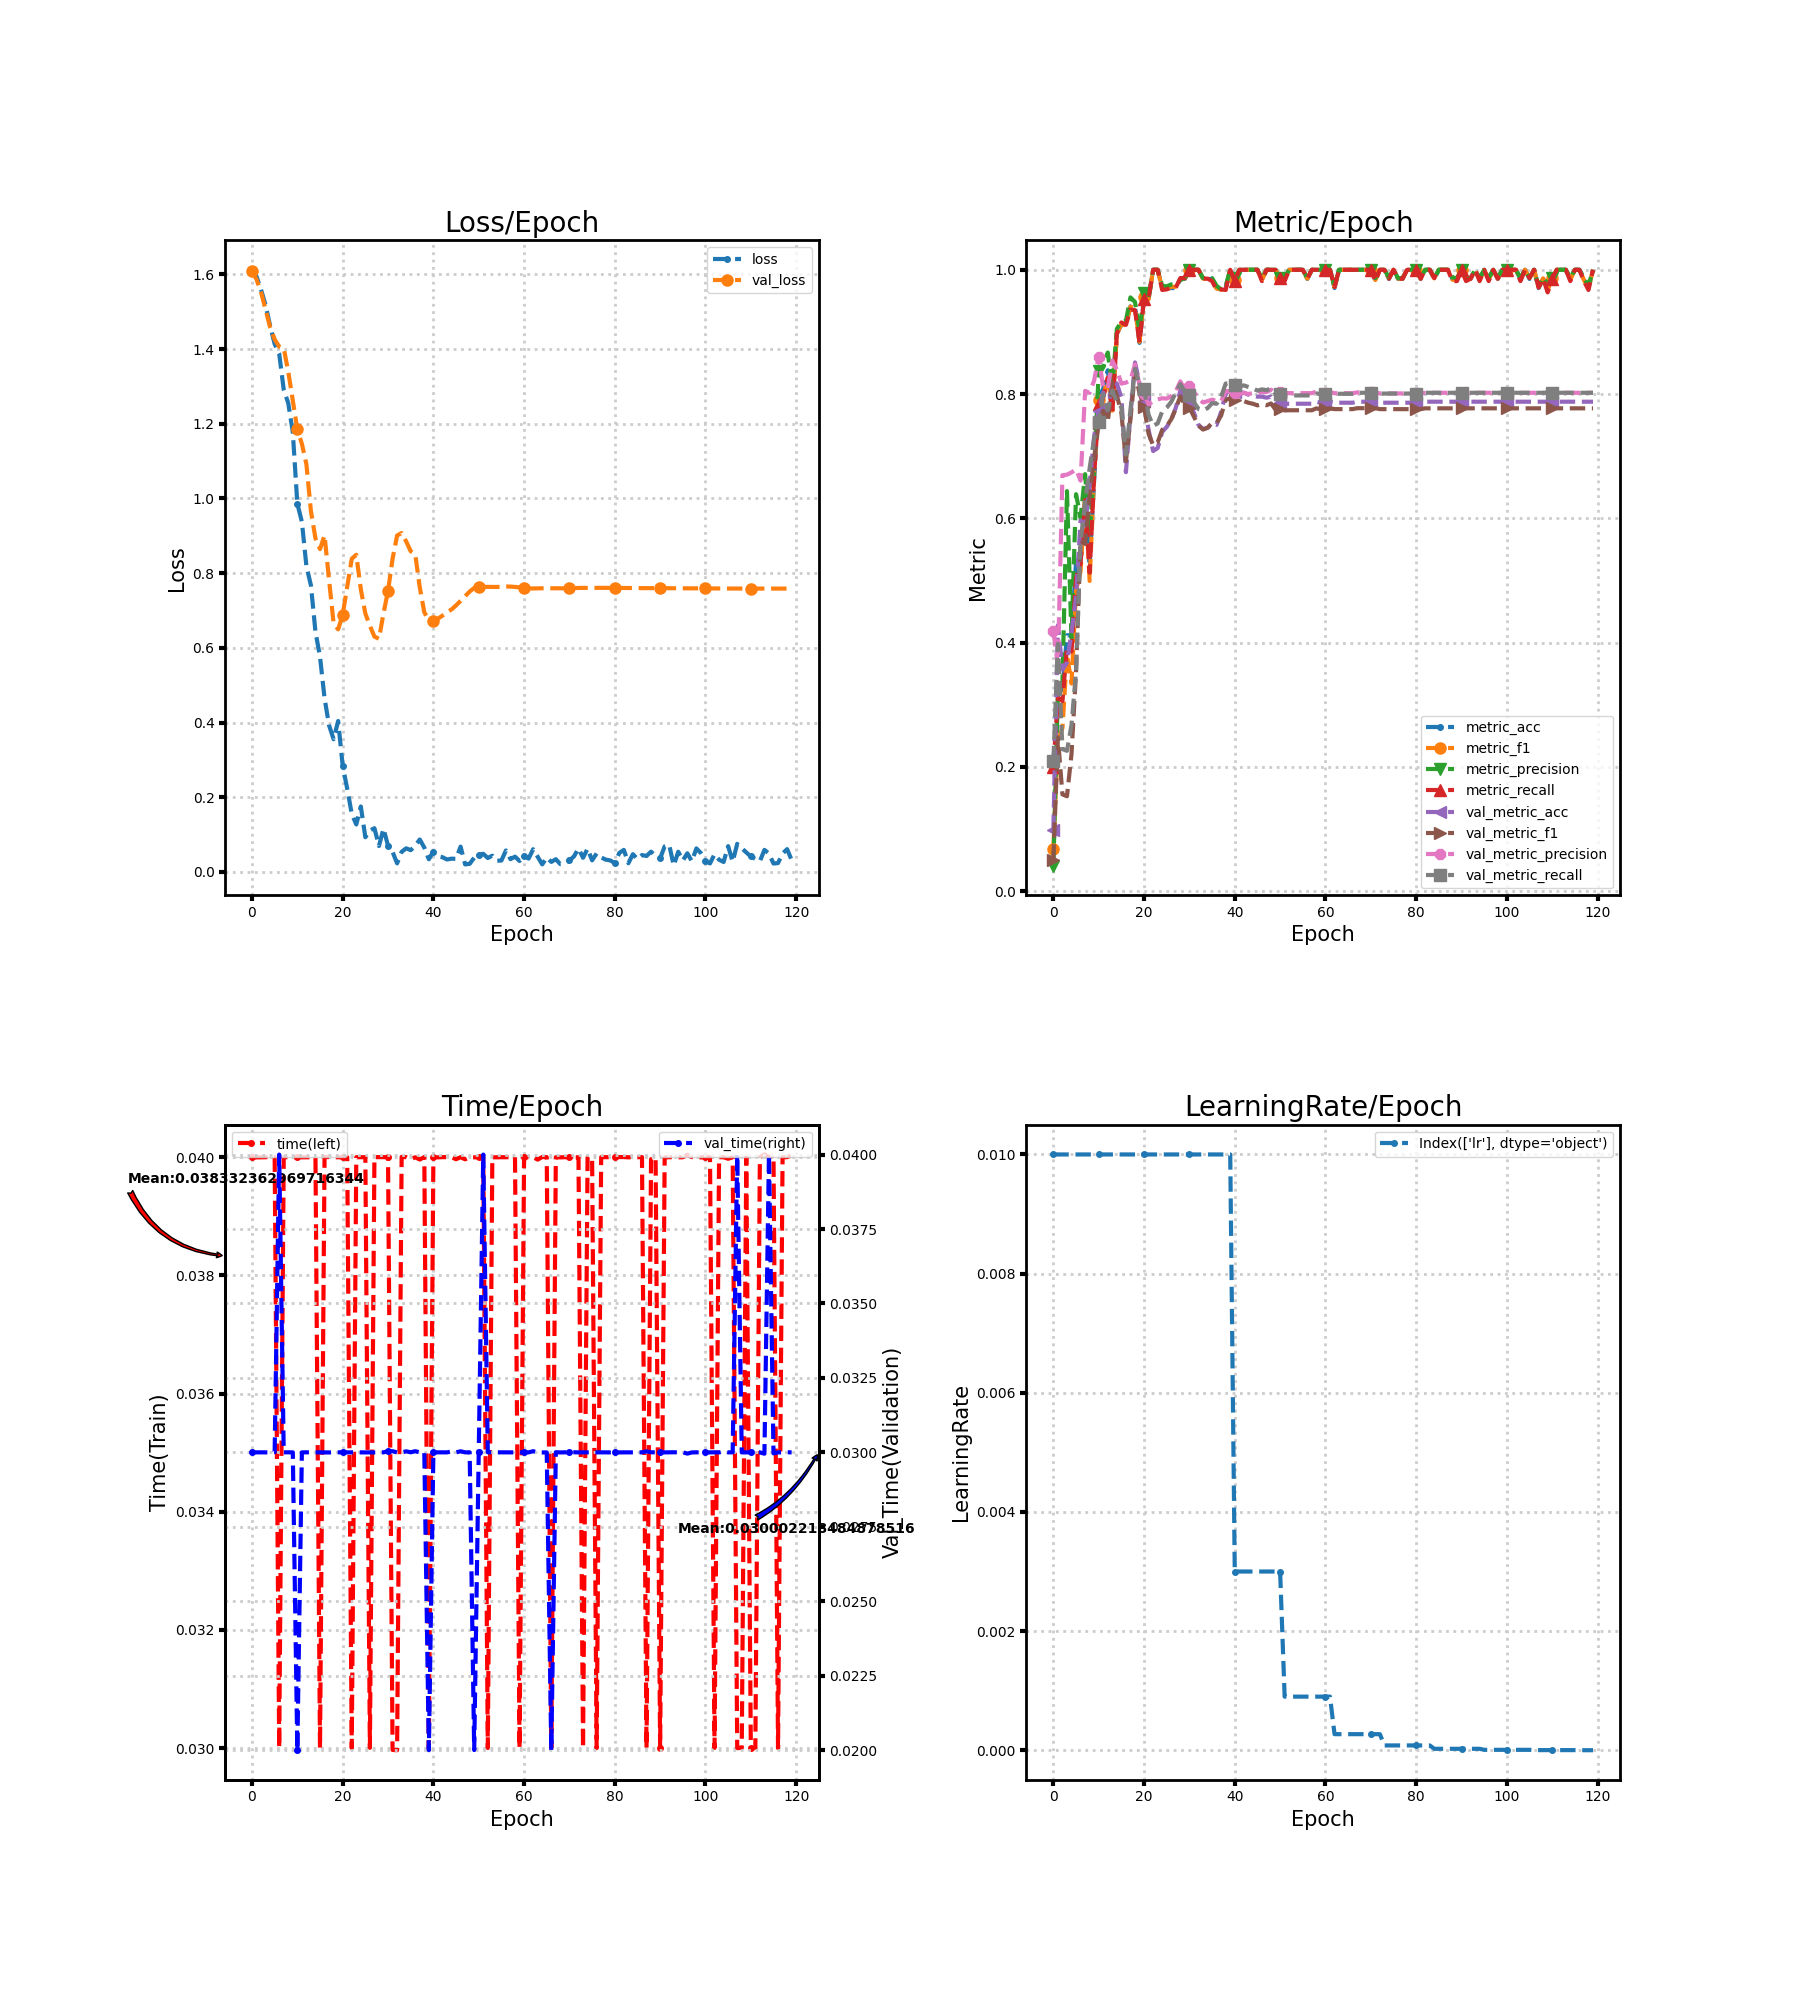 Loss/Epoch
loss
val_loss
1.6
1.4
1.2
1.0
0.8
0.6
0.4
0.2
0.0
Loss
0
20
40
60
80
100
120
Epoch
Metric/Epoch
1.0
0.8
0.6
0.4
0.2
0.0
Metric
metric_acc
metric_f1
metric_precision
metric_recall
val_metric_acc
val_metric_f1
val_metric_precision
val_metric_recall
0
20
40
60
80
100
120
Epoch
Time/Epoch
time(left)
val_time(right)
0.040
0.038
0.036
0.034
0.032
0.030
Time(Train)
0.0400
0.0375
0.0350
0.0325
0.0300
0.0275
0.0250
0.0225
0.0200
Val_Time(Validation)
0
20
40
60
80
100
120
Epoch
LearningRate/Epoch
Index(['lr'], dtype='object')
0.010
0.008
0.006
0.004
0.002
0.000
LearningRate
0
20
40
60
80
100
120
Epoch